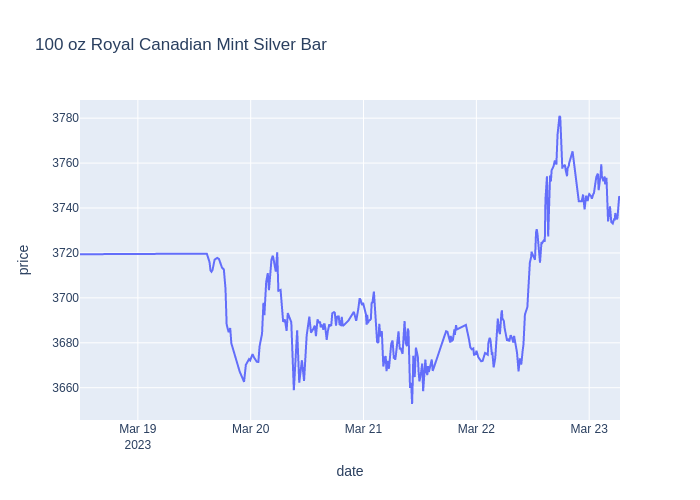 100 oz Royal Canadian Mint Silver Bar
price
3780
3760
3740
3720
3700
3680
3660
Mar 19
2023
Mar 20
Mar 21
Mar 22
Mar 23
date